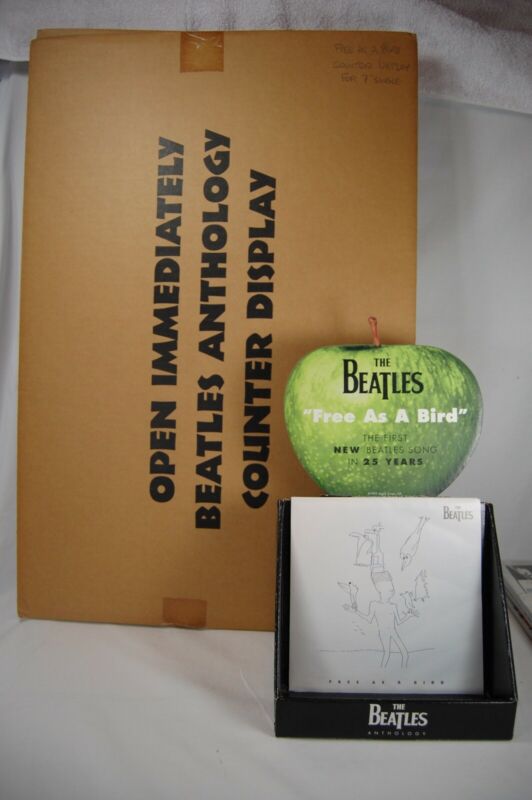 FREE AS A BIRD
COUNTER DISPLAY
FOR 7" SINGLE
OPEN IMMEDIATELY
BEATLES ANTHOLOGY
COUNTER DISPLAY
THE
BEATLES
"Free As A Bird"
THE FIRST
NEW BEATLES SONG
IN 25 YEARS
THE
BEATLES
FREE AS A BIRD
THE
BEATLES
ANTHOLOGY